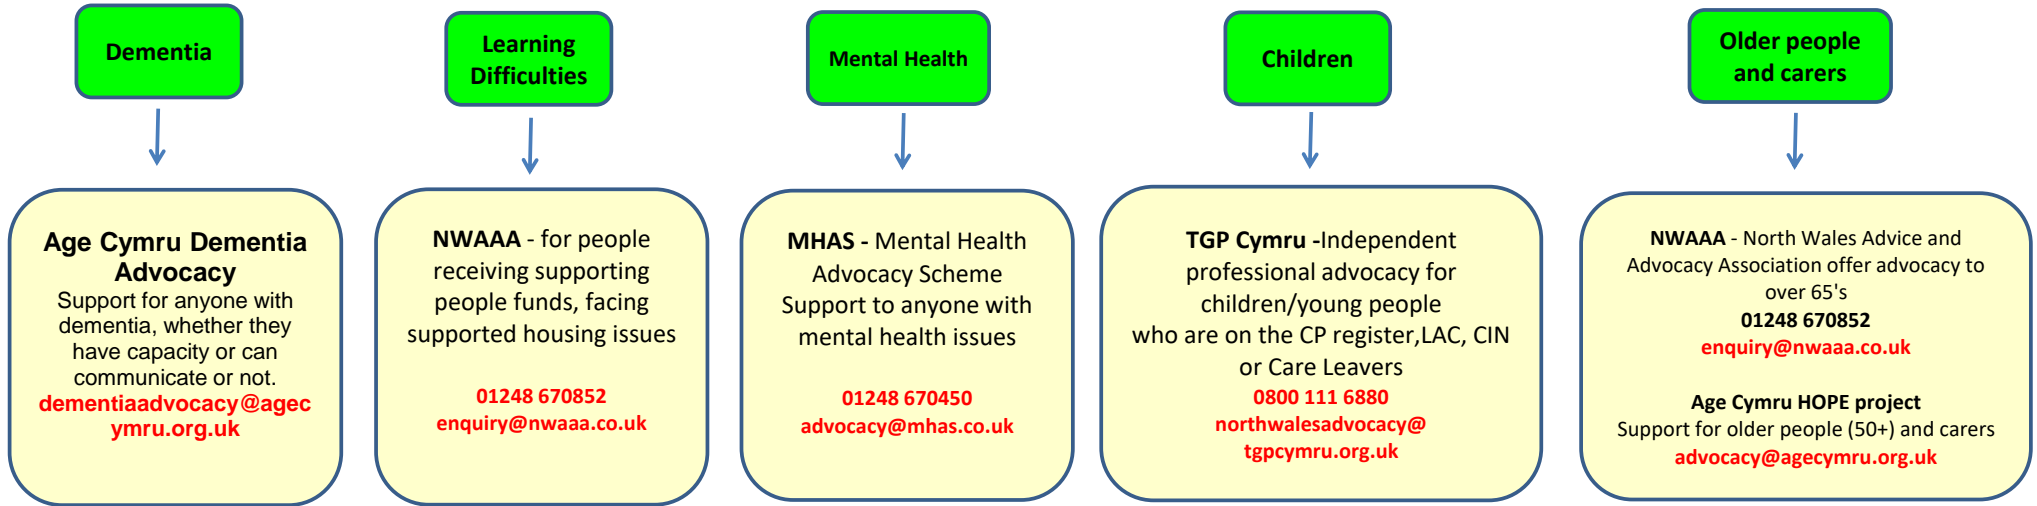 Dementia
Age Cymru Dementia
Advocacy
Support for anyone with
dementia, whether they
have capacity or can
communicate or not.
dementiaadvocacy@agec
ymru.org.uk
Learning
Difficulties
NWAAA - for people
receiving supporting
people funds, facing
supported housing issues
01248 670852
enquiry@nwaaa.co.uk
Mental Health
MHAS - Mental Health
Advocacy Scheme
Support to anyone with
mental health issues
01248 670450
advocacy@mhas.co.uk
Children
TGP Cymru -Independent
professional advocacy for
children/young people
who are on the CP register,LAC, CIN
or Care Leavers
0800 111 6880
northwalesadvocacy@
tgpcymru.org.uk
Older people
and carers
NWAAA - North Wales Advice and
Advocacy Association offer advocacy to
over 65's
01248 670852
enquiry@nwaaa.co.uk
Age Cymru HOPE project
Support for older people (50+) and carers
advocacy@agecymru.org.uk